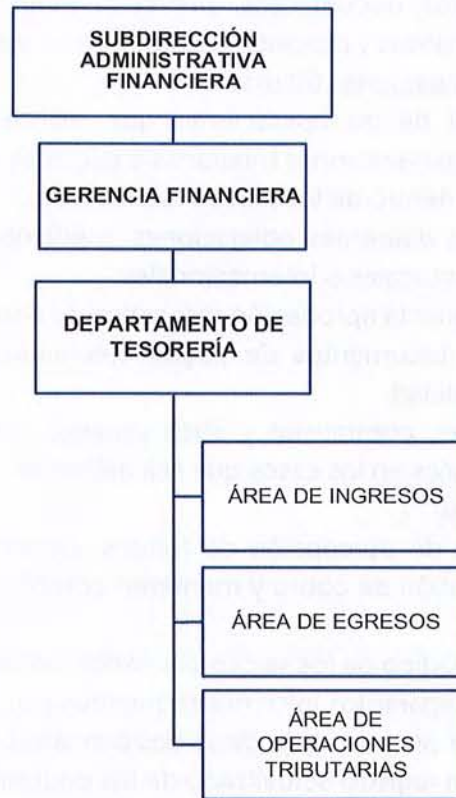 SUBDIRECCIÓN
ADMINISTRATIVA
FINANCIERA
GERENCIA FINANCIERA
DEPARTAMENTO DE
TESORERÍA
ÁREA DE INGRESOS
ÁREA DE EGRESOS
ÁREA DE
OPERACIONES
TRIBUTARIAS